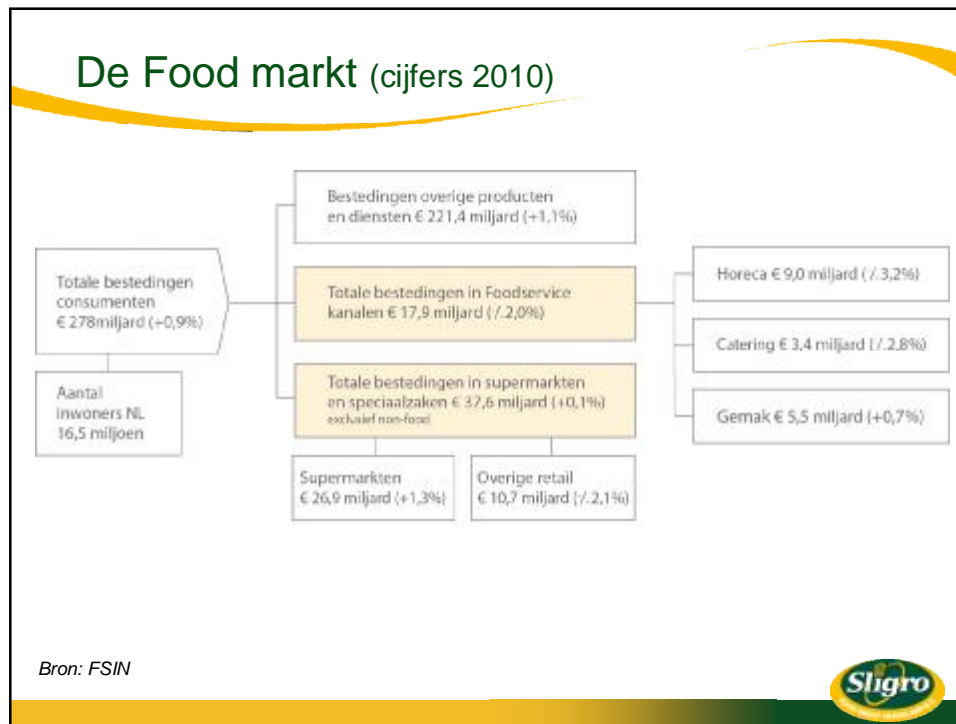 De Food markt (cijfers 2010)
Bestedingen overige producten
en diensten € 221,4 miljard (+1,1%)
Totale bestedingen
consumenten
€ 278miljard (+0,9%)
Totale bestedingen in Foodservice
kanalen € 17,9 miljard (-/-2,0%)
Horeca € 9,0 miljard (-/-3,2%)
Catering € 3,4 miljard (-/-2,8%)
Gemak € 5,5 miljard (+0,7%)
Aantal
inwoners NL
16,5 miljoen
Totale bestedingen in supermarkten
en speciaalzaken € 37,6 miljard (+0,1%)
exclusief non-food
Supermarkten
€ 26,9 miljard (+1,3%)
Overige retail
€ 10,7 miljard (-/-2,1%)
Bron: FSIN
Sligro